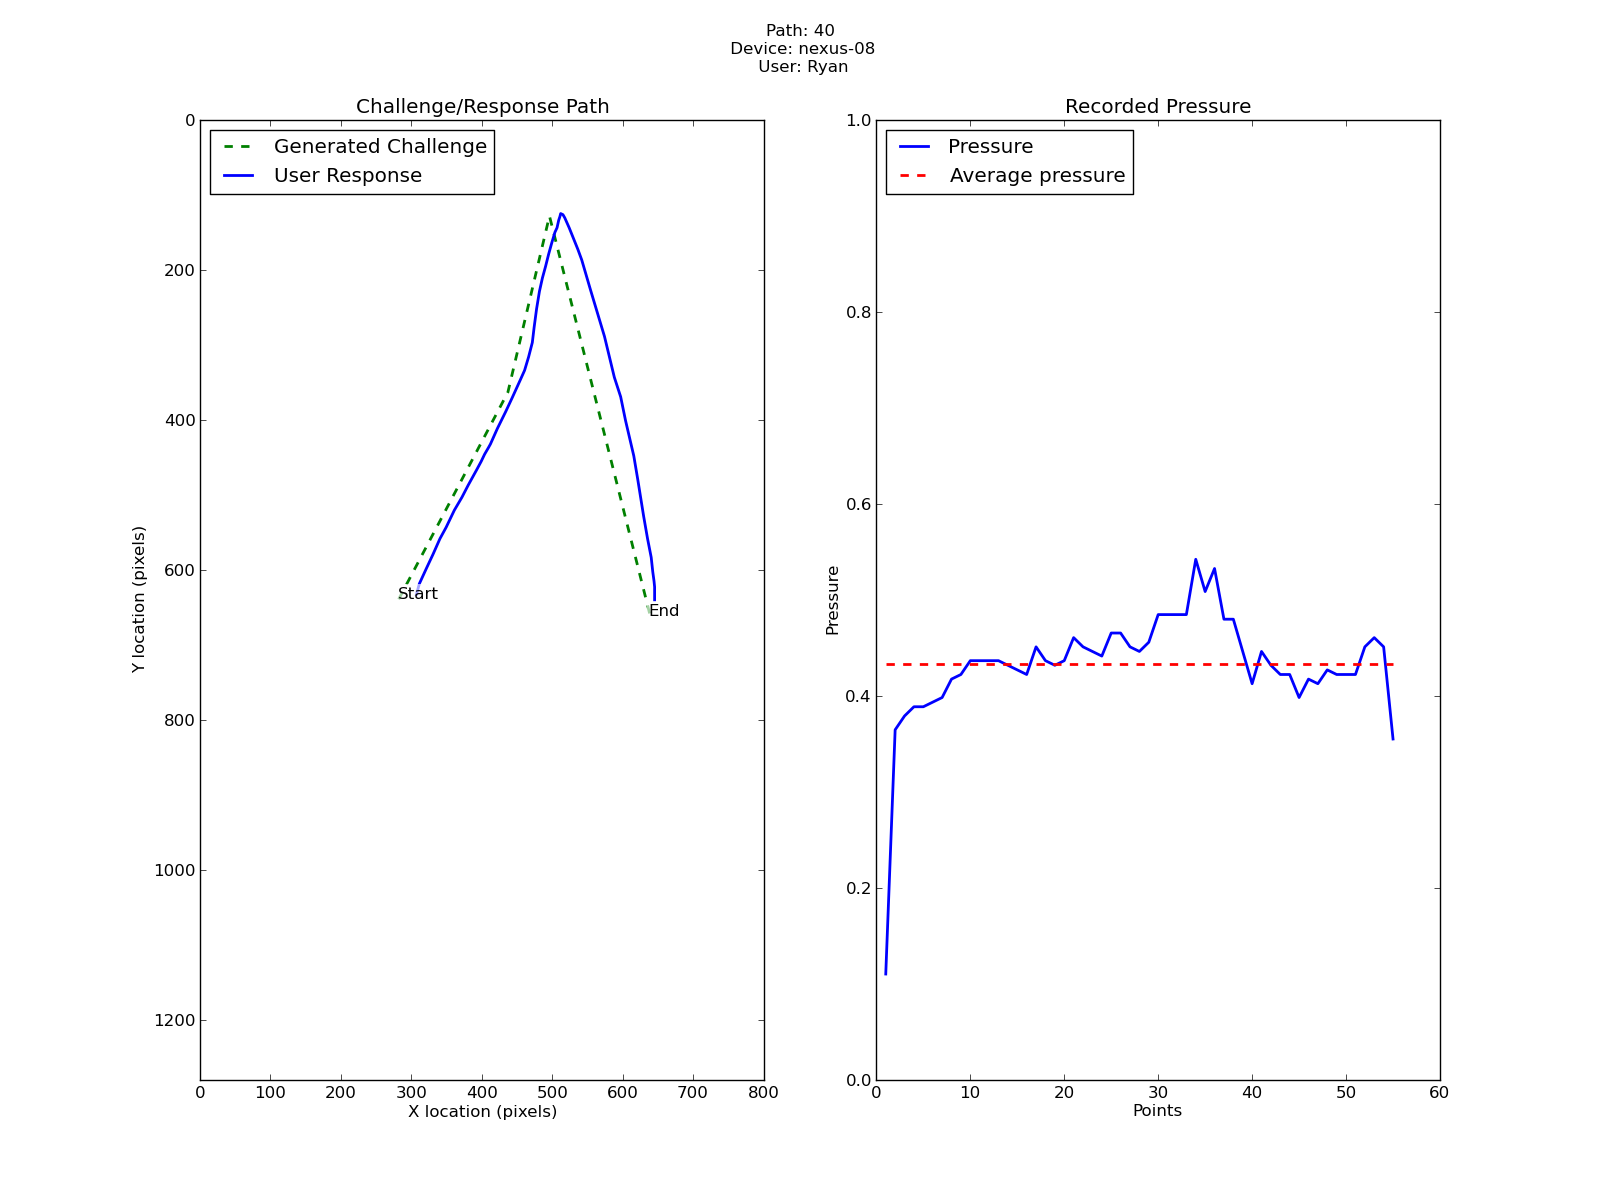 Path: 40
Device: nexus-08
User: Ryan
Challenge/Response Path
Generated Challenge
User Response
0
200
400
600
800
1000
1200
Y location (pixels)
Start
End
0 100 200 300 400 500 600 700 800
X location (pixels)
Recorded Pressure
Pressure
Average pressure
1.0
0.8
0.6
0.4
0.2
0.0
Pressure
0 10 20 30 40 50 60
Points